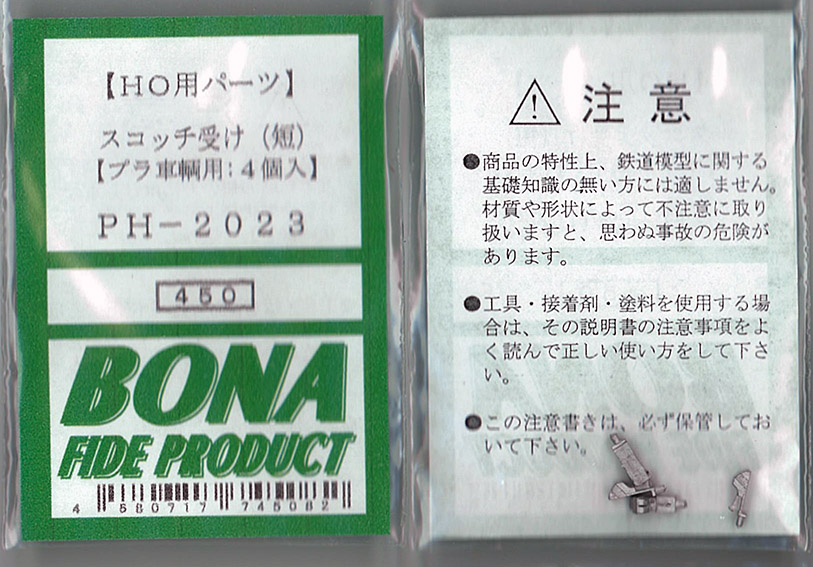 【HO用パーツ】
スコッチ受け（短）
【プラ車輌用：4個入】
PH−2023
450
BONA
FIDE PRODUCT
4 580717 745082
⚠ 注意
●商品の特性上、鉄道模型に関する
基礎知識の無い方には適しません。
材質や形状によって不注意に取り
扱いますと、思わぬ事故の危険が
あります。
●工具・接着剤・塗料を使用する場
合は、その説明書の注意事項をよ
く読んで正しい使い方をして下さ
い。
●この注意書きは、必ず保管してお
いて下さい。